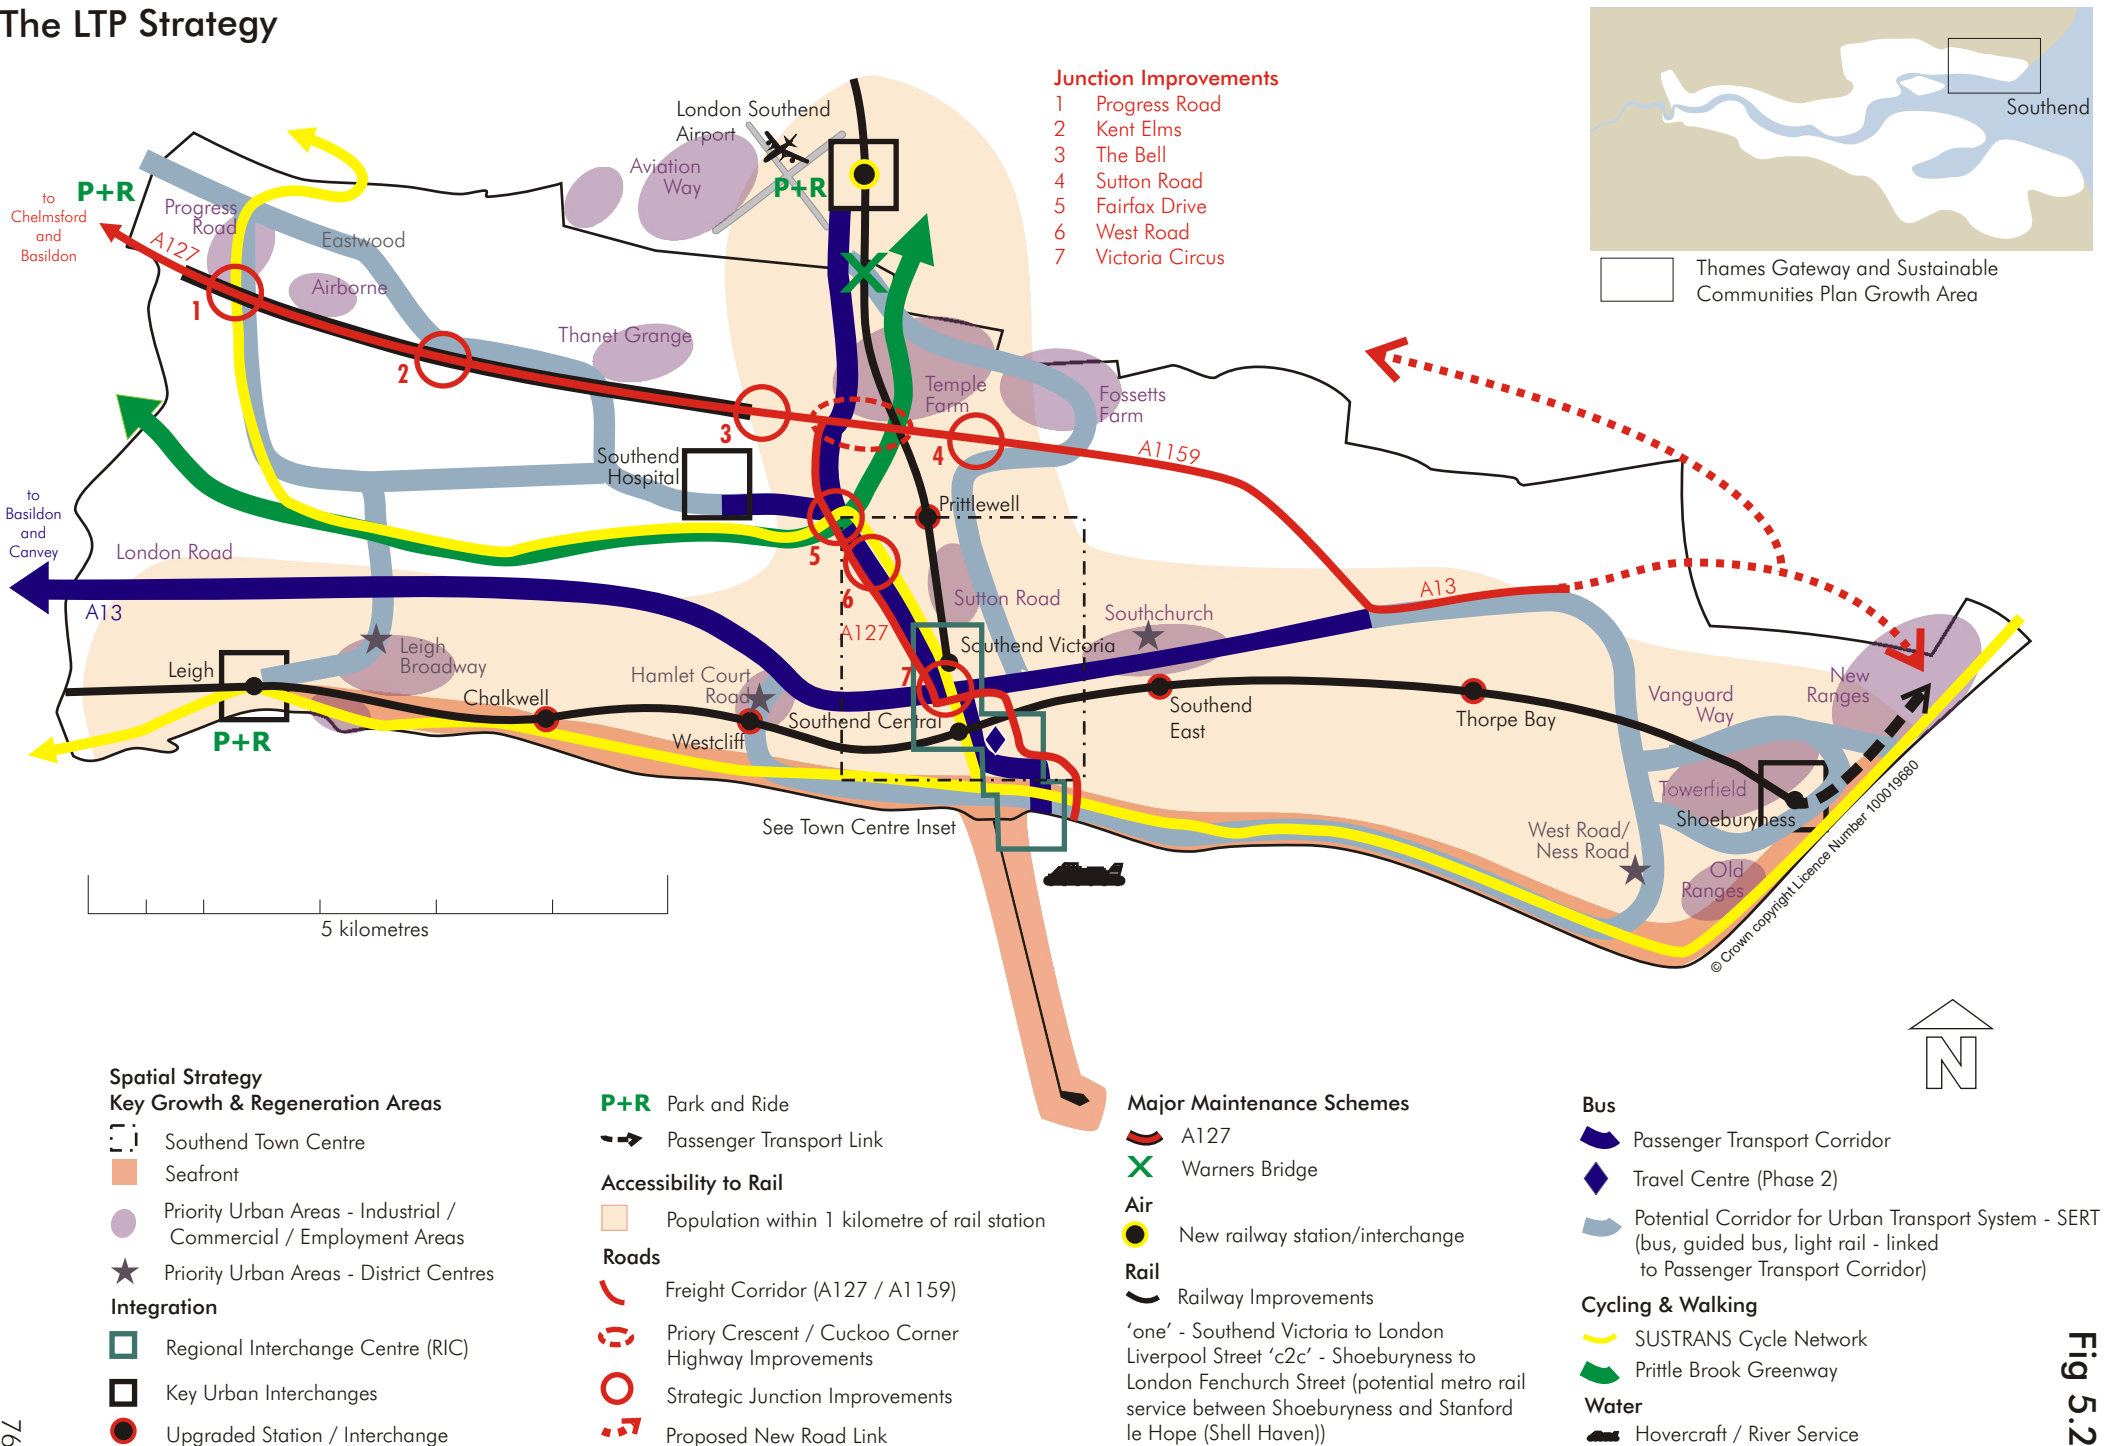 The LTP Strategy
Junction Improvements
1 Progress Road
2 Kent Elms
3 The Bell
4 Sutton Road
5 Fairfax Drive
6 West Road
7 Victoria Circus
Southend
Thames Gateway and Sustainable
Communities Plan Growth Area
London Southend
Airport
Aviation
Way
P+R
P+R
to
Chelmsford
and
Basildon
A127
Progress
Road
Eastwood
Airborne
1
Thanet Grange
2
3
Temple
Farm
Fossetts
Farm
4
A1159
Southend
Hospital
Prittlewell
to
Basildon
and
Canvey
London Road
A13
5
6
A127
Sutton Road
Southchurch
A13
Southend Victoria
Leigh
Leigh
Broadway
Chalkwell
Hamlet Court
Road
7
Southend Central
Westcliff
P+R
Southend
East
Thorpe Bay
Vanguard
Way
New
Ranges
Towerfield
Shoeburyness
West Road/
Ness Road
Old
Ranges
See Town Centre Inset
© Crown copyright Licence Number 100019680
5 kilometres
N
Spatial Strategy
Key Growth & Regeneration Areas
Southend Town Centre
Seafront
Priority Urban Areas - Industrial /
Commercial / Employment Areas
Priority Urban Areas - District Centres
Integration
Regional Interchange Centre (RIC)
Key Urban Interchanges
Upgraded Station / Interchange
P+R Park and Ride
Passenger Transport Link
Accessibility to Rail
Population within 1 kilometre of rail station
Roads
Freight Corridor (A127 / A1159)
Priory Crescent / Cuckoo Corner
Highway Improvements
Strategic Junction Improvements
Proposed New Road Link
Major Maintenance Schemes
A127
Warners Bridge
Air
New railway station/interchange
Rail
Railway Improvements
‘one’ - Southend Victoria to London
Liverpool Street ‘c2c’ - Shoeburyness to
London Fenchurch Street (potential metro rail
service between Shoeburyness and Stanford
le Hope (Shell Haven))
Bus
Passenger Transport Corridor
Travel Centre (Phase 2)
Potential Corridor for Urban Transport System - SERT
(bus, guided bus, light rail - linked
to Passenger Transport Corridor)
Cycling & Walking
SUSTRANS Cycle Network
Prittle Brook Greenway
Water
Hovercraft / River Service
Fig 5.2
76